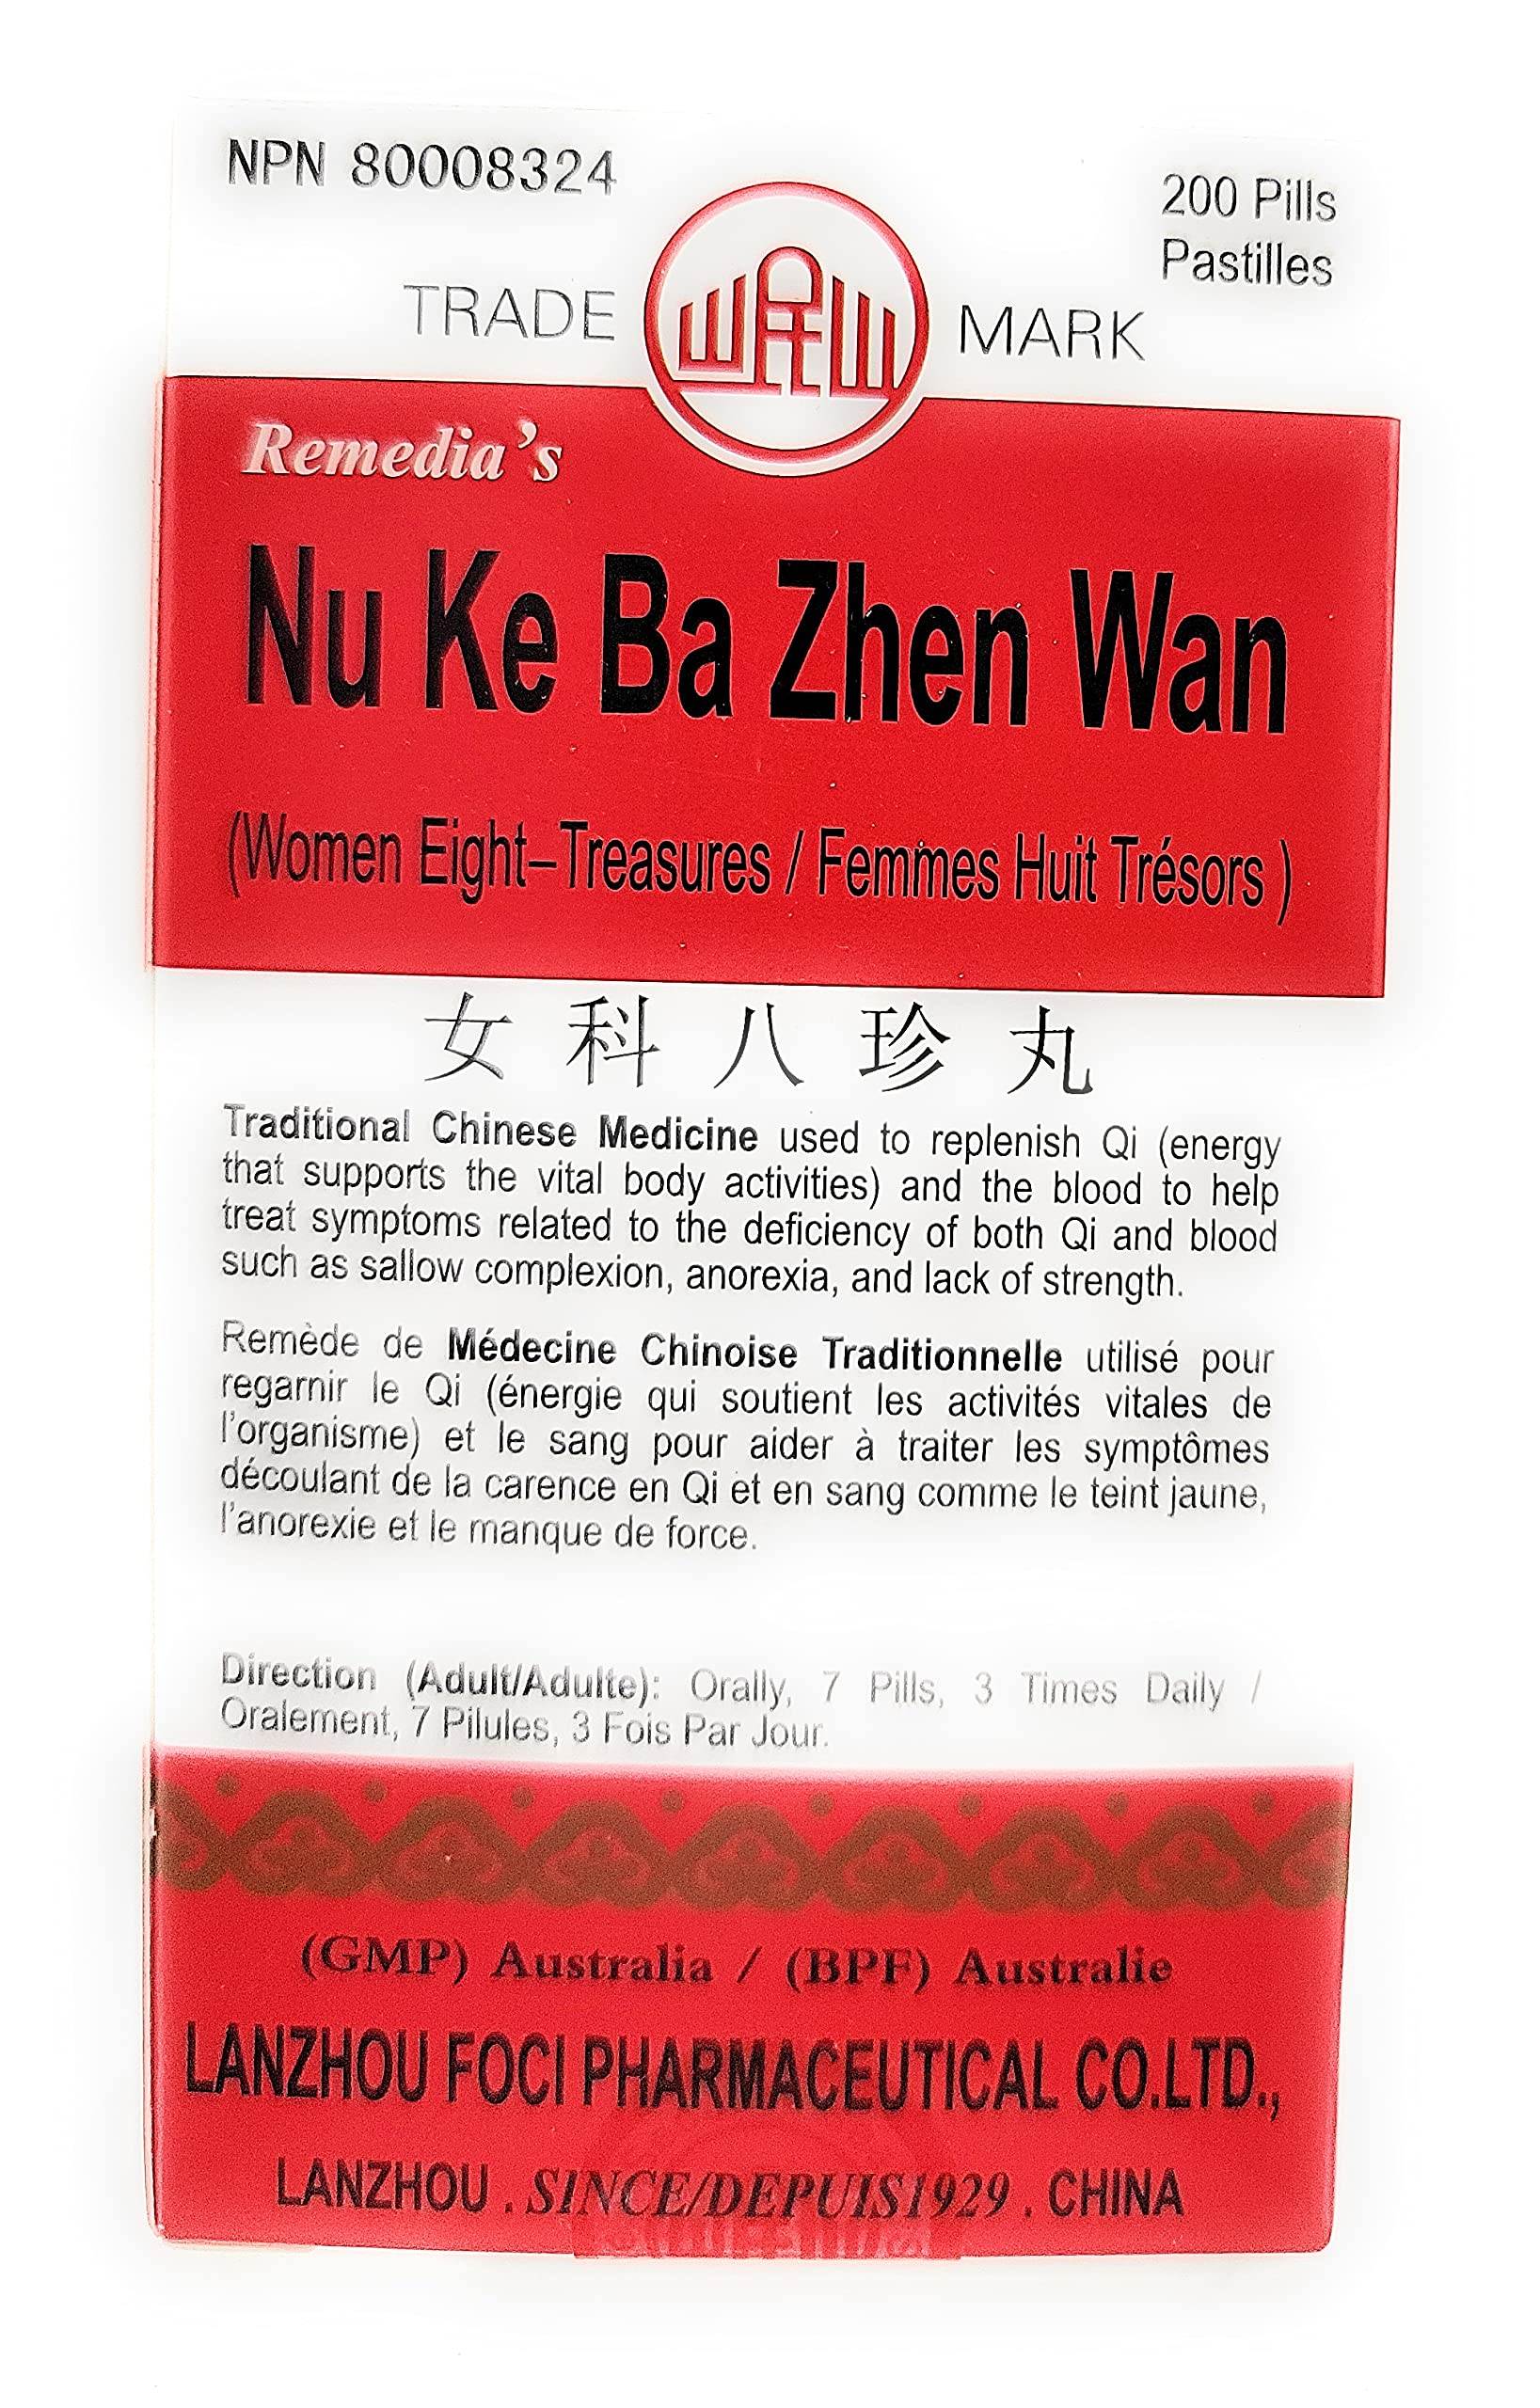 NPN 80008324
200 Pills
Pastilles
TRADE MARK
Remedia's
Nu Ke Ba Zhen Wan
(Women Eight-Treasures / Femmes Huit Trésors )
女科八珍丸
Traditional Chinese Medicine used to replenish Qi (energy
that supports the vital body activities) and the blood to help
treat symptoms related to the deficiency of both Qi and blood
such as sallow complexion, anorexia, and lack of strength.
Remède de Médecine Chinoise Traditionnelle utilisé pour
regarnir le Qi (énergie qui soutient les activités vitales de
l'organisme) et le sang pour aider à traiter les symptômes
découlant de la carence en Qi et en sang comme le teint jaune,
l'anorexie et le manque de force.
Direction (Adult/Adulte): Orally, 7 Pills, 3 Times Daily /
Oralement, 7 Pilules, 3 Fois Par Jour.
(GMP) Australia / (BPF) Australie
LANZHOU FOCI PHARMACEUTICAL CO.LTD.,
LANZHOU . SINCE/DEPUIS1929 . CHINA